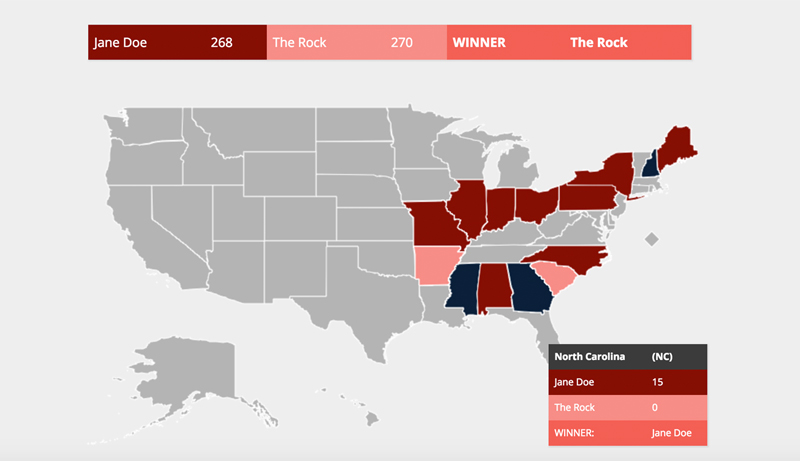 Jane Doe 268 The Rock 270 WINNER The Rock
North Carolina (NC)
Jane Doe 15
The Rock 0
WINNER: Jane Doe